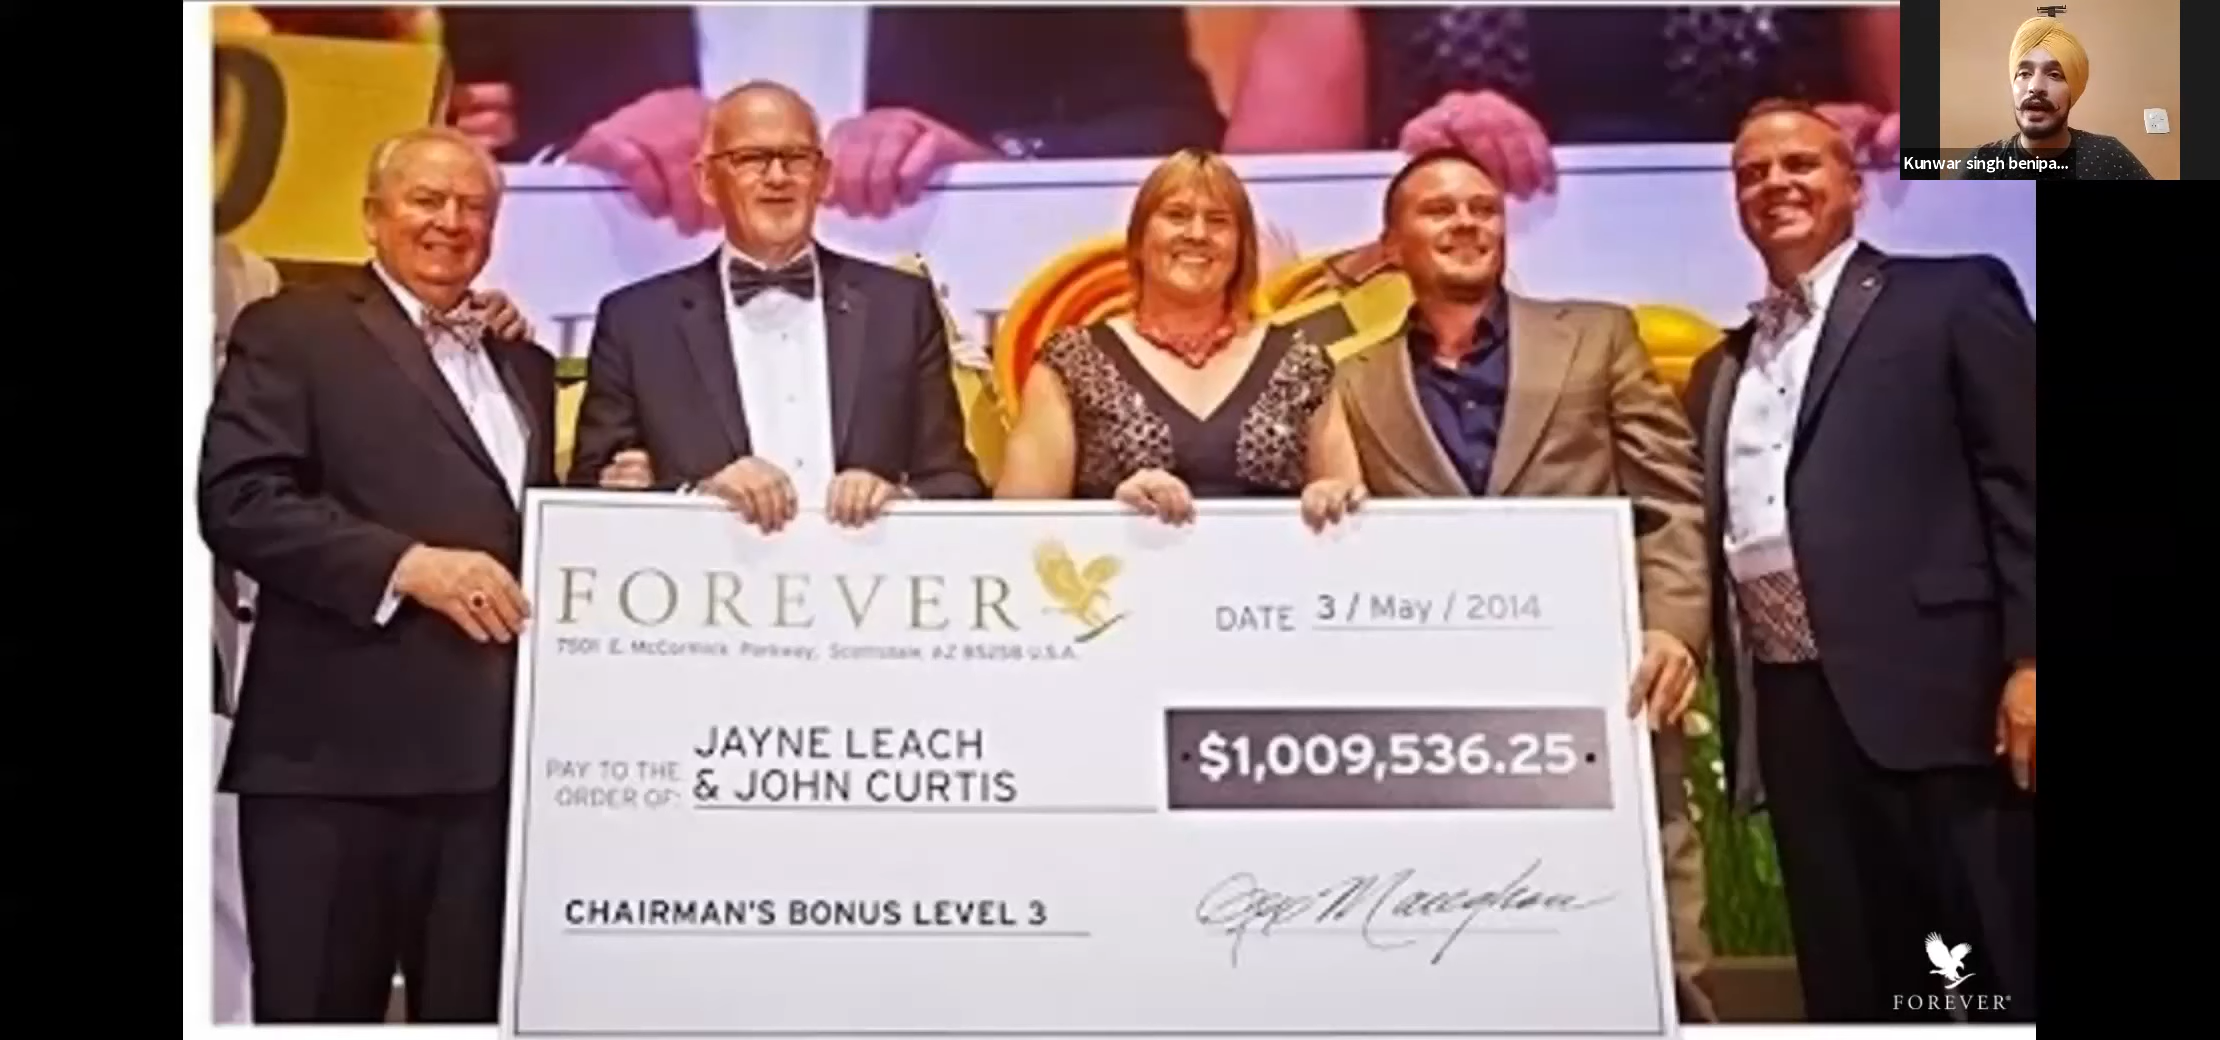 Kunwar singh benipa...
FOREVER
7501 E. McCormick Parkway, Scottsdale, AZ 85258 U.S.A.
DATE 3 / May / 2014
PAY TO THE ORDER OF:
JAYNE LEACH
& JOHN CURTIS
$1,009,536.25
CHAIRMAN'S BONUS LEVEL 3
FOREVER